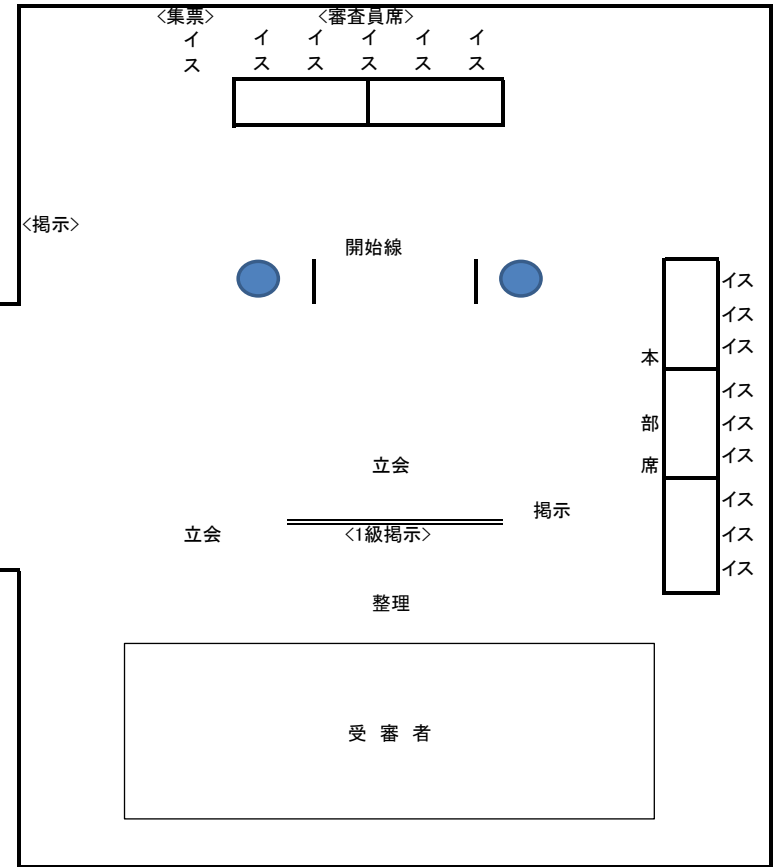 <集票>
<審査員席>
イス
イス
イス
イス
イス
イス
<掲示>
開始線
イス
イス
イス
本部席
イス
イス
イス
立会
イス
掲示
立会
<1級掲示>
イス
イス
整理
受 審 者